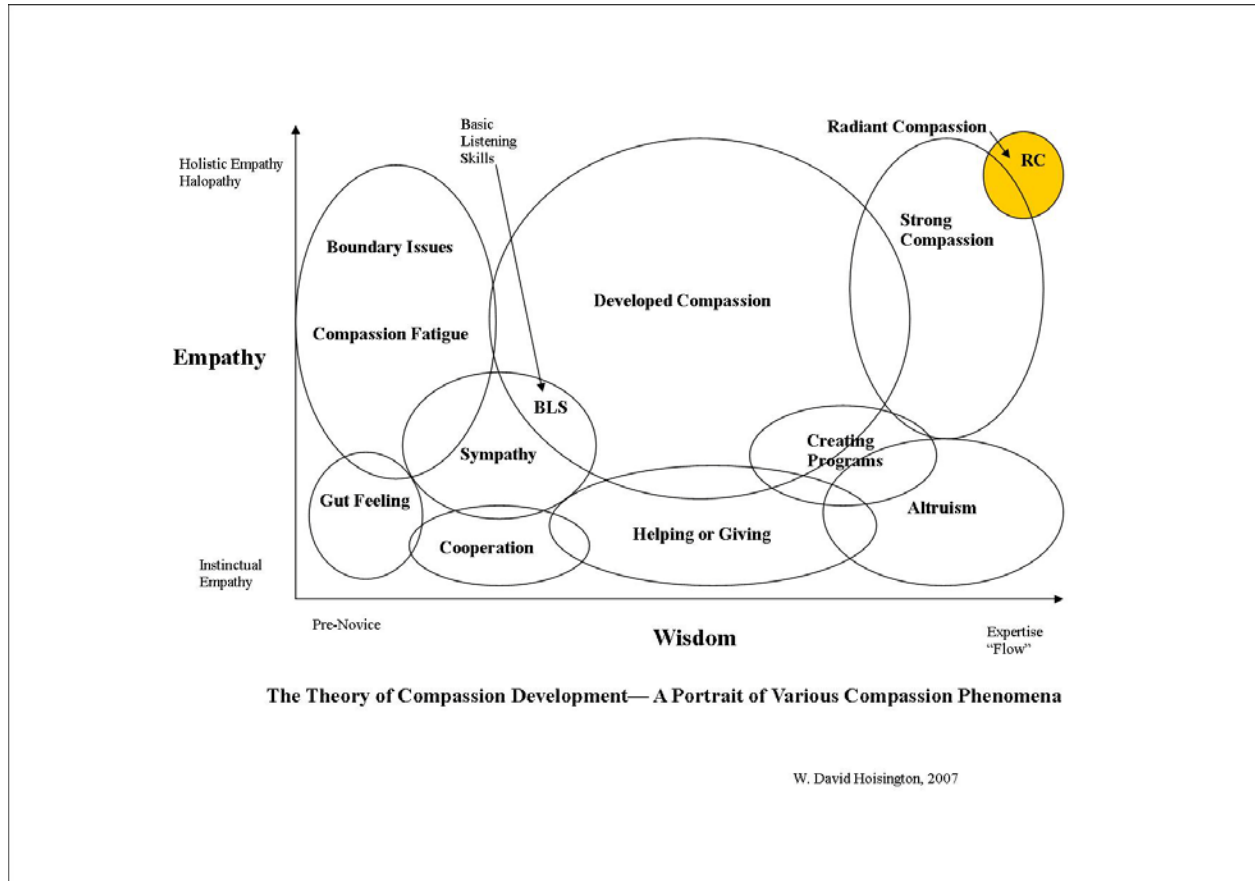 Basic
Listening
Skills
Radiant Compassion
RC
Holistic Empathy
Halopathy
Strong
Compassion
Boundary Issues
Developed Compassion
Compassion Fatigue
Empathy
BLS
Creating
Programs
Sympathy
Gut Feeling
Altruism
Helping or Giving
Cooperation
Instinctual
Empathy
Pre-Novice
Wisdom
Expertise
“Flow”
The Theory of Compassion Development— A Portrait of Various Compassion Phenomena
W. David Hoisington, 2007